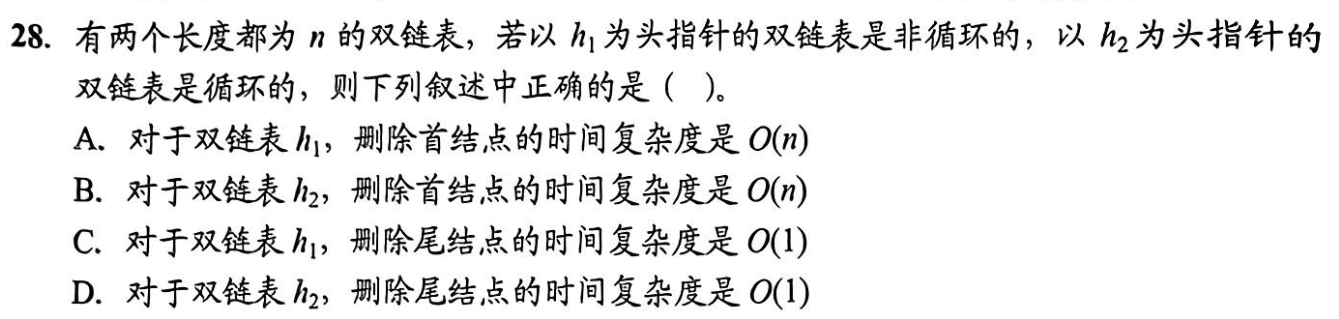 28. 有两个长度都为 n 的双链表，若以 h₁ 为头指针的双链表是非循环的，以 h₂ 为头指针的
双链表是循环的，则下列叙述中正确的是（ ）。
A. 对于双链表 h₁，删除首结点的时间复杂度是 O(n)
B. 对于双链表 h₂，删除首结点的时间复杂度是 O(n)
C. 对于双链表 h₁，删除尾结点的时间复杂度是 O(1)
D. 对于双链表 h₂，删除尾结点的时间复杂度是 O(1)